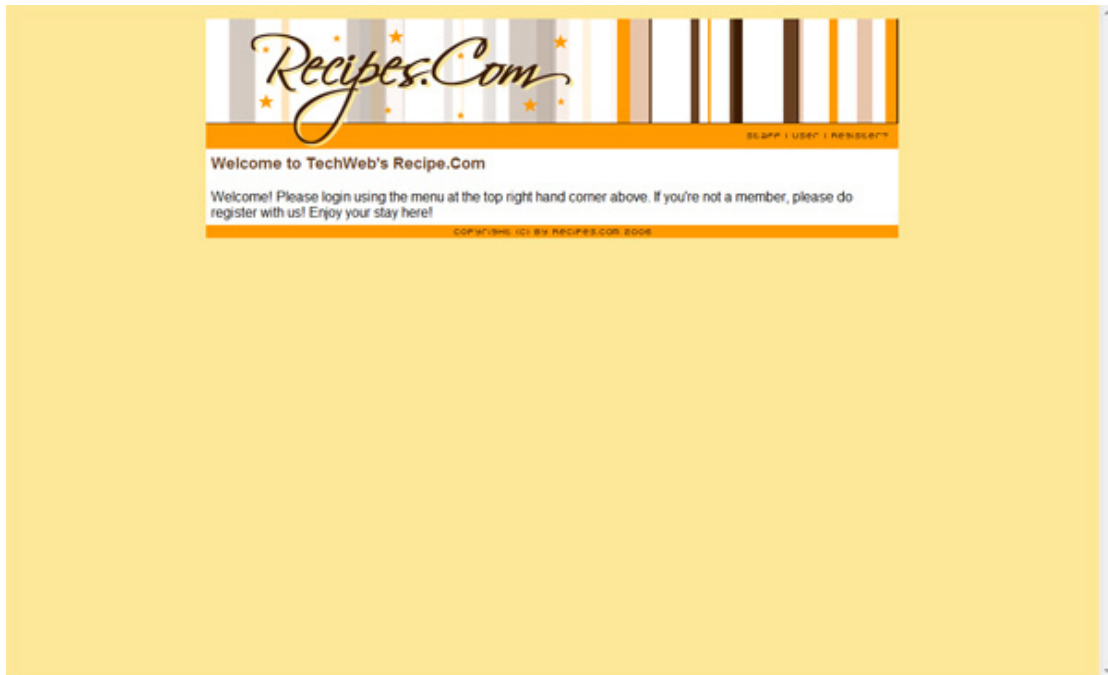 Recipes.Com
Staff | User | Register?
Welcome to TechWeb's Recipe.Com
Welcome! Please login using the menu at the top right hand corner above. If you're not a member, please do
register with us! Enjoy your stay here!
Copyright (C) By Recipes.com 2006